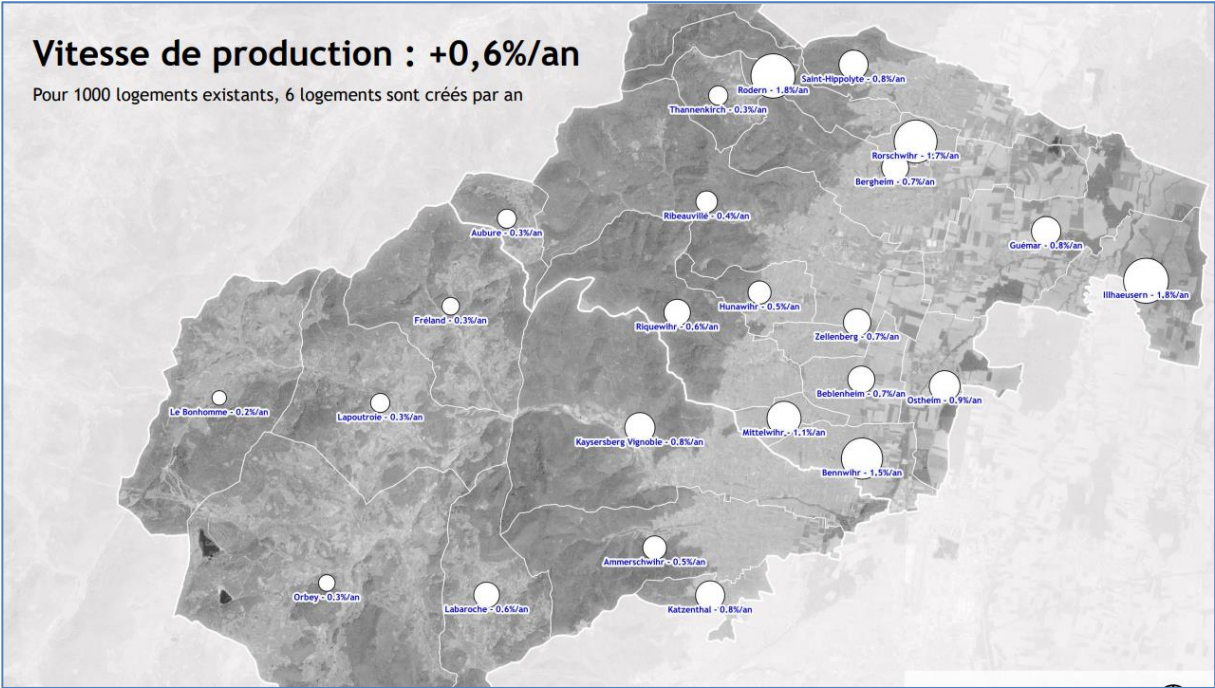 Vitesse de production : +0,6%/an
Pour 1000 logements existants, 6 logements sont créés par an
Saint-Hippolyte - 0.8%/an
Rodern - 1.8%/an
Thannenkirch - 0.3%/an
Rorschwihr - 1.7%/an
Bergheim - 0.7%/an
Ribeauvillé - 0.4%/an
Aubure - 0.3%/an
Guémar - 0.8%/an
Illhaeusern - 1.8%/an
Hunawihr - 0.5%/an
Fréland - 0.3%/an
Riquewihr - 0.6%/an
Zellenberg - 0.7%/an
Beblenheim - 0.7%/an
Ostheim - 0.9%/an
Le Bonhomme - 0.2%/an
Lapoutroie - 0.3%/an
Mittelwihr - 1.1%/an
Kaysersberg Vignoble - 0.8%/an
Bennwihr - 1.5%/an
Ammerschwihr - 0.5%/an
Orbey - 0.3%/an
Labaroche - 0.6%/an
Katzenthal - 0.8%/an